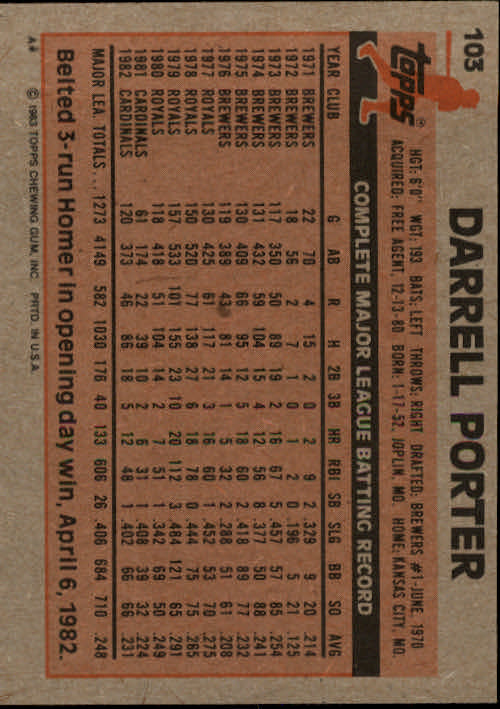 103
DARRELL PORTER
topps®
HGT: 6'0" WGT: 193 BATS: LEFT THROWS: RIGHT DRAFTED: BREWERS #1-JUNE 1970
ACQUIRED: FREE AGENT, 12-13-80 BORN: 1-17-52, JOPLIN, MO. HOME: KANSAS CITY, MO.
COMPLETE MAJOR LEAGUE BATTING RECORD
YEAR CLUB G AB R H 2B 3B HR RBI SB SLG BB SO AVG
1971 BREWERS 22 70 4 15 2 0 2 9 2 .329 9 20 .214
1972 BREWERS 18 56 2 7 1 0 1 2 0 .196 5 21 .125
1973 BREWERS 117 350 50 89 19 2 16 67 5 .457 57 85 .254
1974 BREWERS 131 432 59 104 15 4 12 56 8 .377 50 88 .241
1975 BREWERS 130 409 66 95 12 5 18 60 2 .418 89 77 .232
1976 BREWERS 119 389 43 81 14 1 5 32 2 .288 51 61 .208
1977 ROYALS 130 425 61 117 21 3 16 60 1 .452 53 70 .275
1978 ROYALS 150 520 77 138 27 6 18 78 0 .444 75 75 .265
1979 ROYALS 157 533 101 155 23 10 20 112 3 .484 121 65 .291
1980 ROYALS 118 418 51 104 14 2 7 51 1 .342 69 50 .249
1981 CARDINALS 61 174 22 39 10 2 6 31 1 .408 39 32 .224
1982 CARDINALS 120 373 46 86 18 5 12 48 1 .402 66 66 .231
MAJOR LEA. TOTALS... 1273 4149 582 1030 176 40 133 606 26 .406 684 710 .248
Belted 3-run Homer in opening day win, April 6, 1982.
A* © 1983 TOPPS CHEWING GUM, INC. PRTD. IN U.S.A.